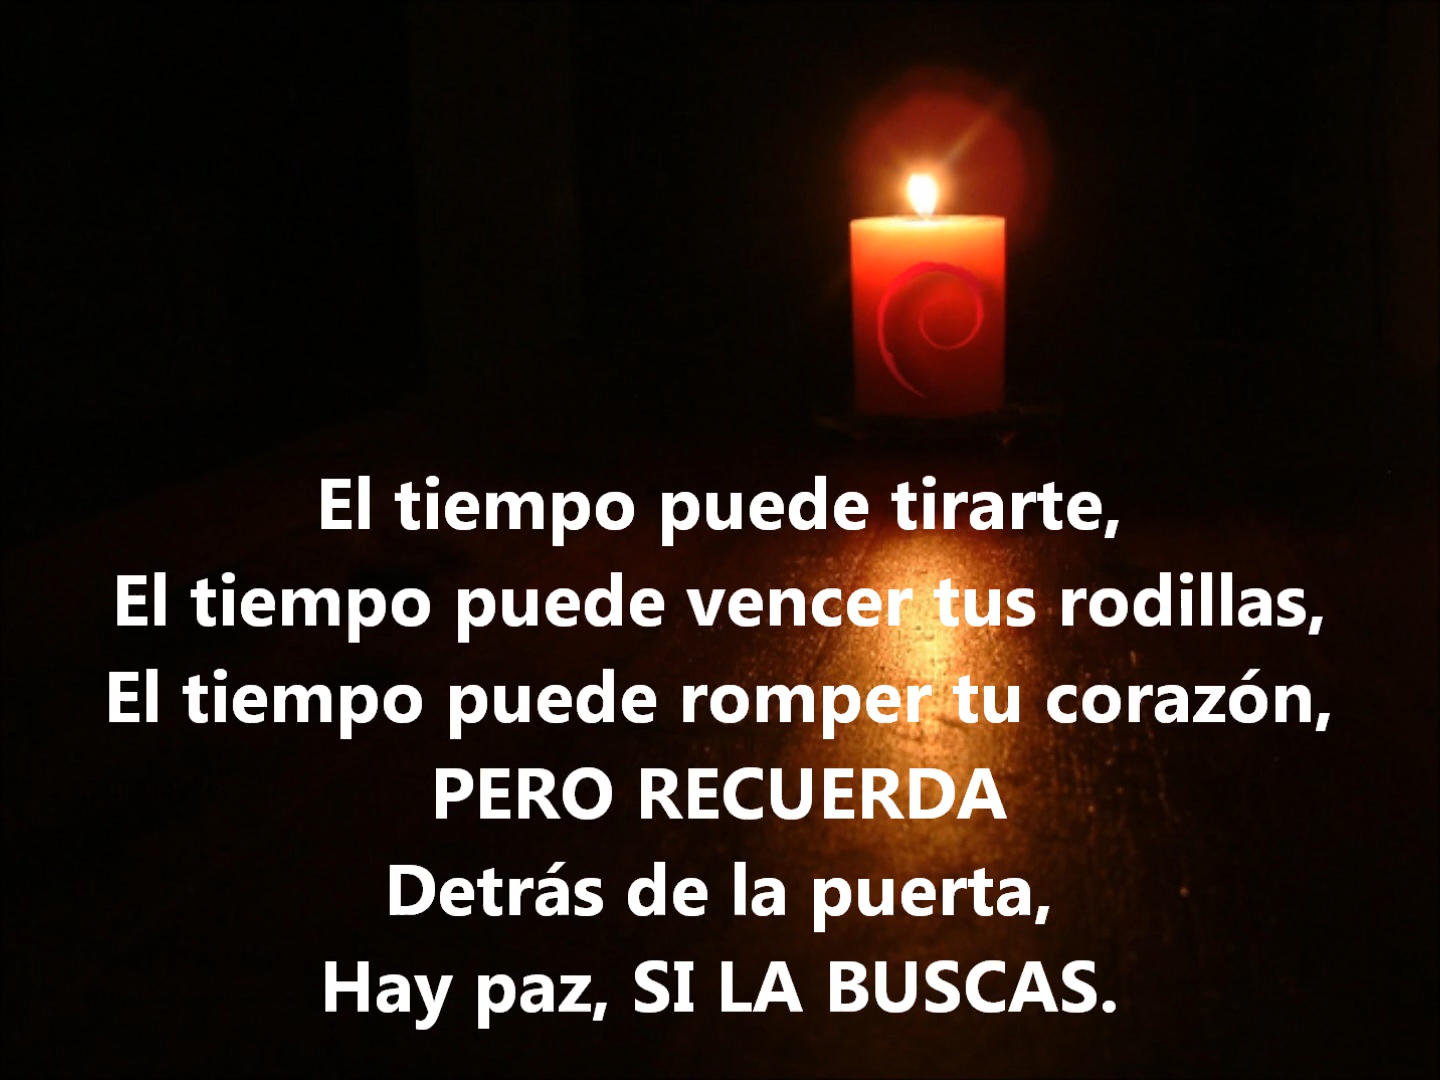 El tiempo puede tirarte,
El tiempo puede vencer tus rodillas,
El tiempo puede romper tu corazón,
PERO RECUERDA
Detrás de la puerta,
Hay paz, SI LA BUSCAS.